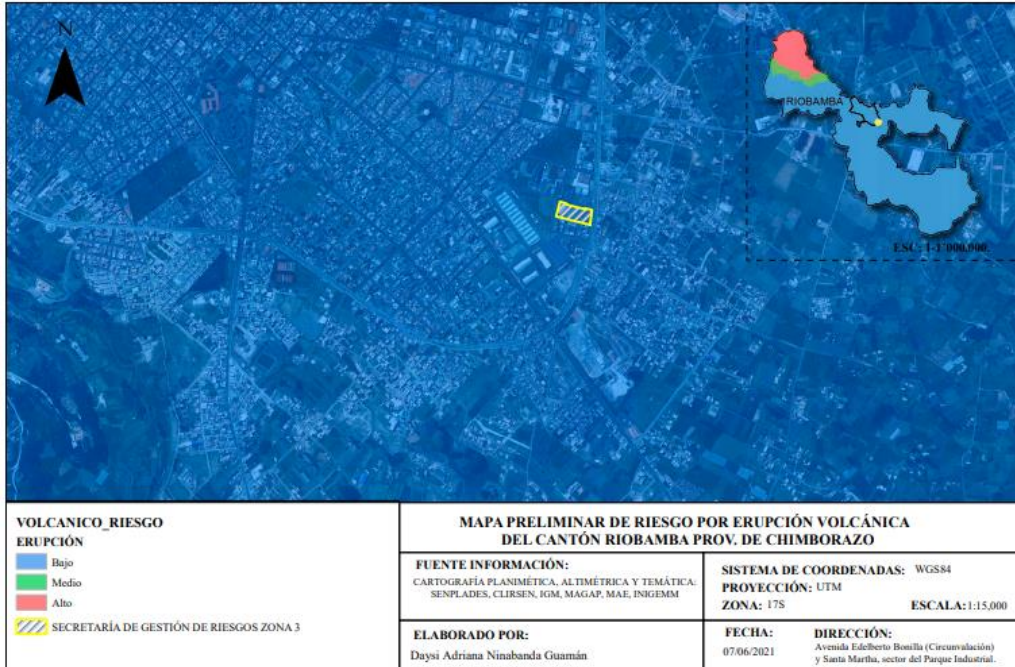 N
RIOBAMBA
ESC: 1-1'000,000.
VOLCANICO_RIESGO
ERUPCIÓN
Bajo
Medio
Alto
SECRETARÍA DE GESTIÓN DE RIESGOS ZONA 3
MAPA PRELIMINAR DE RIESGO POR ERUPCIÓN VOLCÁNICA
DEL CANTÓN RIOBAMBA PROV. DE CHIMBORAZO
FUENTE INFORMACIÓN:
CARTOGRAFÍA PLANIMÉTICA, ALTIMÉTRICA Y TEMÁTICA:
SENPLADES, CLIRSEN, IGM, MAGAP, MAE, INIGEMM
SISTEMA DE COORDENADAS: WGS84
PROYECCIÓN: UTM
ZONA: 17S ESCALA:1:15,000
ELABORADO POR:
Daysi Adriana Ninabanda Guamán
FECHA:
07/06/2021
DIRECCIÓN:
Avenida Edelberto Bonilla (Circunvalación)
y Santa Martha, sector del Parque Industrial.